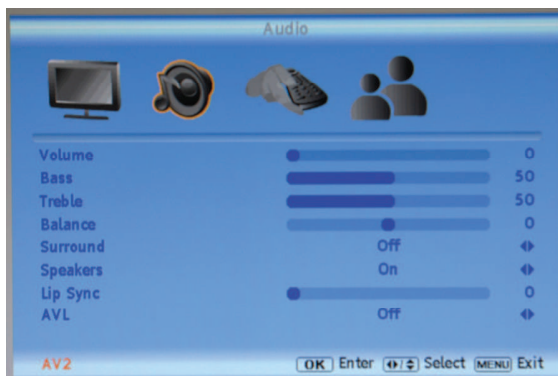 Audio
Volume 0
Bass 50
Treble 50
Balance 0
Surround Off
Speakers On
Lip Sync 0
AVL Off
AV2 OK Enter / Select MENU Exit